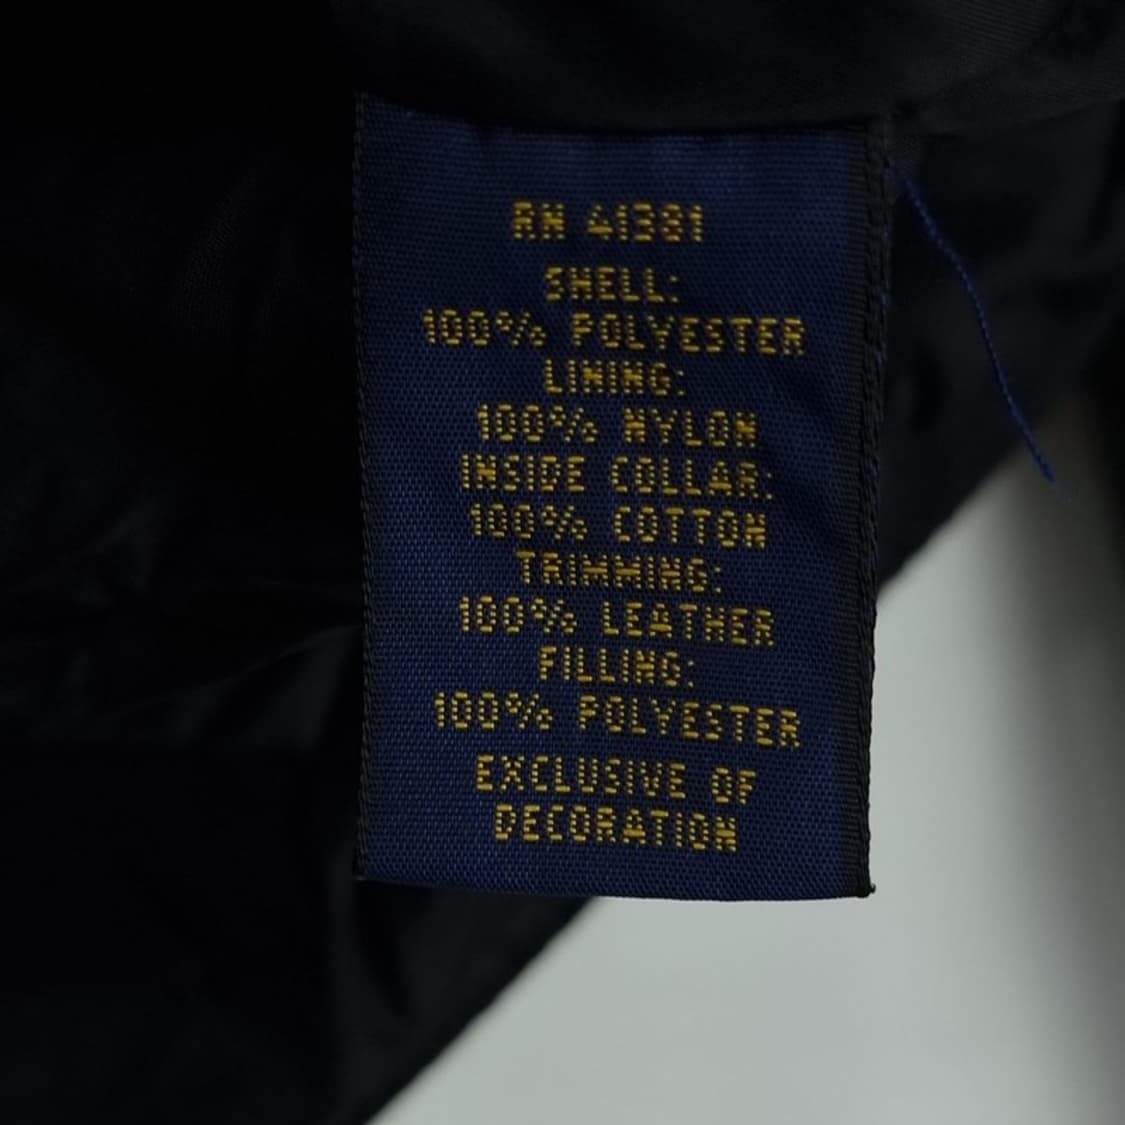 RN 41381
SHELL:
100% POLYESTER
LINING:
100% NYLON
INSIDE COLLAR:
100% COTTON
TRIMMING:
100% LEATHER
FILLING:
100% POLYESTER
EXCLUSIVE OF
DECORATION